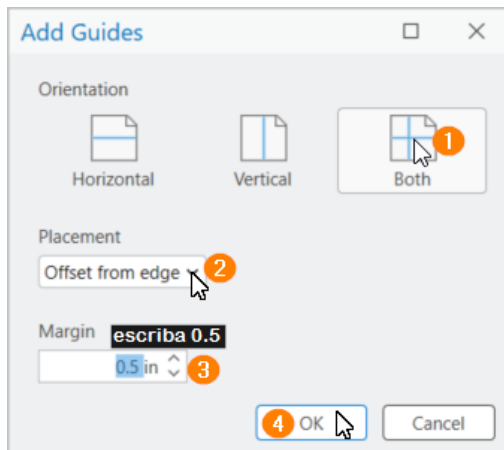 Add Guides
Orientation
Horizontal Vertical Both
1
Placement
Offset from edge 2
Margin escriba 0.5
0.5 in 3
4 OK Cancel